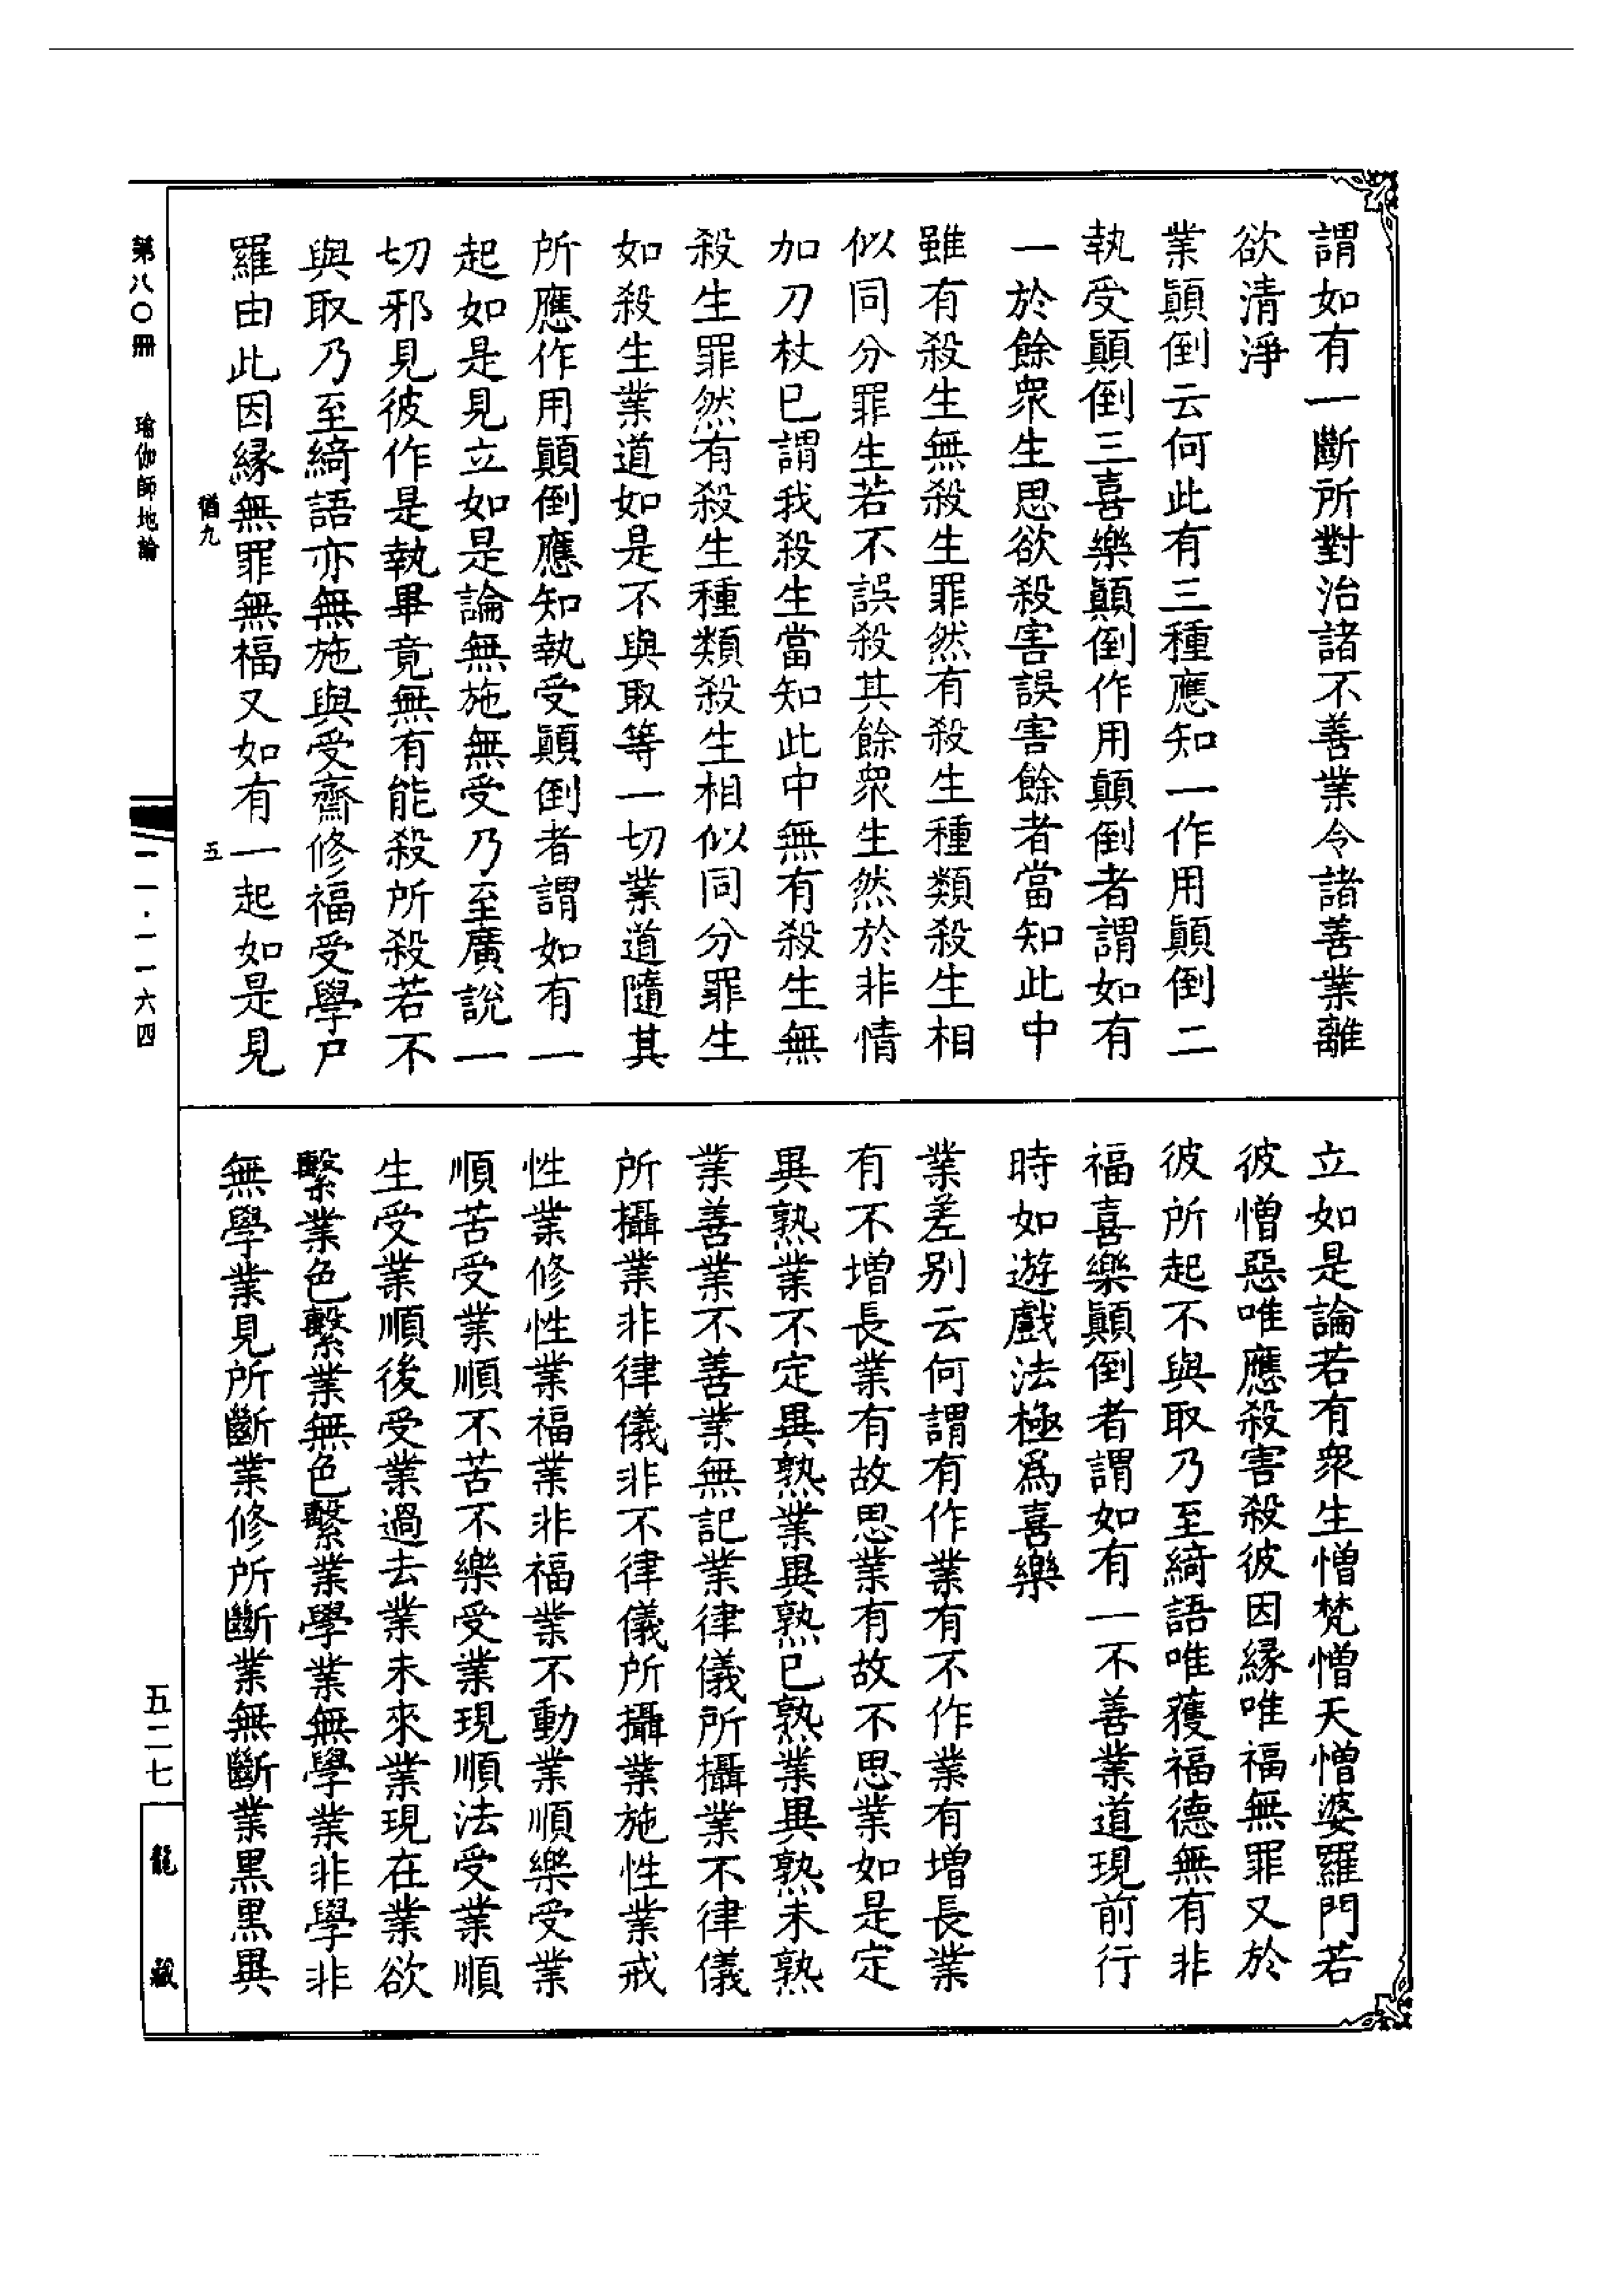 謂如有一斷所對治諸不善業令諸善業離
欲清淨
業顛倒云何此有三種應知一作用顛倒二
執受顛倒三喜樂顛倒作用顛倒者謂如有
一於餘衆生思欲殺害誤害餘者當知此中
雖有殺生無殺生罪然有殺生種類殺生相
似同分罪生若不誤殺其餘衆生然於非情
加刀杖已謂我殺生當知此中無有殺生無
殺生罪然有殺生種類殺生相似同分罪生
如殺生業道如是不與取等一切業道隨其
所應作用顛倒應知執受顛倒者謂如有一
起如是見立如是論無施無受乃至廣說一
切邪見彼作是執畢竟無有能殺所殺若不
與取乃至綺語亦無施與受齋修福受學尸
羅由此因緣無罪無福又如有一起如是見
立如是論若有衆生憎梵憎天憎婆羅門若
彼憎惡唯應殺害殺彼因緣唯福無罪又於
彼所起不與取乃至綺語唯獲福德無有非
福喜樂顛倒者謂如有一不善業道現前行
時如遊戲法極為喜樂
業差別云何謂有作業有不作業有增長業
有不增長業有故思業有故不思業如是定
異熟業不定異熟業異熟已熟業異熟未熟
業善業不善業無記業律儀所攝業不律儀
所攝業非律儀非不律儀所攝業施性業戒
性業修性業福業非福業不動業順樂受業
順苦受業順不苦不樂受業現順法受業順
生受業順後受業過去業未來業現在業欲
繫業色繫業無色繫業學業無學業非學非
無學業見所斷業修所斷業無斷業黑黑異
猶九
五
第八〇冊 瑜伽師地論
一一·一一六四
五二七
龍藏